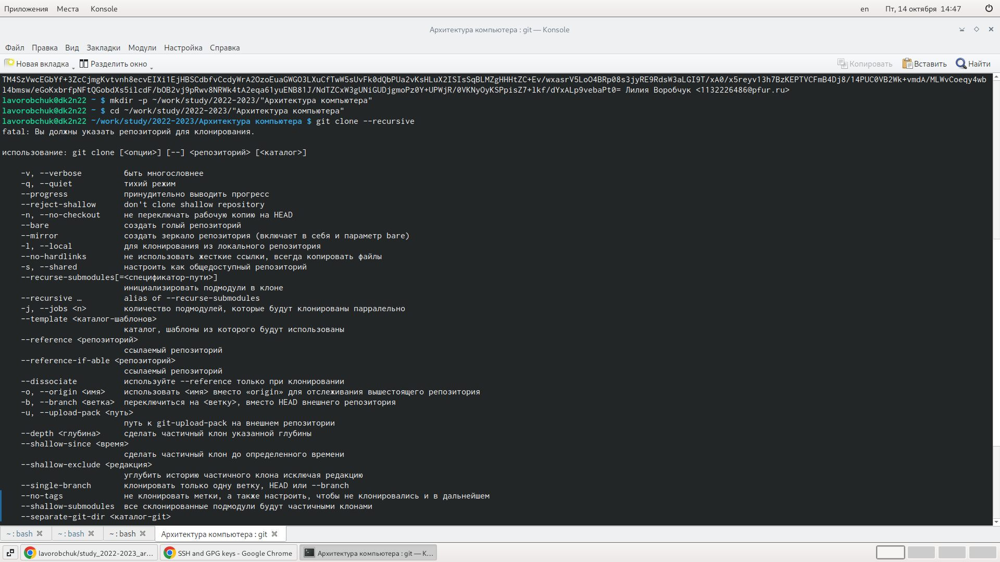 Приложения Места Konsole en Пт, 14 октября 14:47
Архитектура компьютера : git — Konsole
Файл Правка Вид Закладки Модули Настройка Справка
Новая вкладка Разделить окно Копировать Вставить Найти
TM4SzVwcEGbYf+3ZcCjmgKvtvnh8ecvEIXi1EjHBSCdbfvCcdyWrA2OzoEuaGWGO3LXuCfTwW5sUvFk0dQbPUa2vKsHLuX2ISIsSqBLMZgHHHtZC+Ev/wxasrV5LoO4BRp08s3jyRE9RdsW3aLGI9T/xA0/x5reyv13h7BzKEPTVCFmB4Dj8/14PUC0VB2Wk+vmdA/MLWvCoeqy4wb
l4bmsw/eGoKxbrfpNFtQGobdXs5ilcdF/bOB2vj9pRwv8NRWk4tA2eqa61yuENB81J/NdTZCxW3gUNiGUDjgmoPz0Y+UPWjR/0VKNyOyKSPpisZ7+lkf/dYxALp9vebaPt0= Лилия Воробчук <1132226486@pfur.ru>
lavorobchuk@dk2n22 ~ $ mkdir -p ~/work/study/2022-2023/"Архитектура компьютера"
lavorobchuk@dk2n22 ~ $ cd ~/work/study/2022-2023/"Архитектура компьютера"
lavorobchuk@dk2n22 ~/work/study/2022-2023/Архитектура компьютера $ git clone --recursive
fatal: Вы должны указать репозиторий для клонирования.
использование: git clone [<опции>] [--] <репозиторий> [<каталог>]
-v, --verbose быть многословнее
-q, --quiet тихий режим
--progress принудительно выводить прогресс
--reject-shallow don't clone shallow repository
-n, --no-checkout не переключать рабочую копию на HEAD
--bare создать голый репозиторий
--mirror создать зеркало репозитория (включает в себя и параметр bare)
-l, --local для клонирования из локального репозитория
--no-hardlinks не использовать жесткие ссылки, всегда копировать файлы
-s, --shared настроить как общедоступный репозиторий
--recurse-submodules[=<спецификатор-пути>]
инициализировать подмодули в клоне
--recursive … alias of --recurse-submodules
-j, --jobs <n> количество подмодулей, которые будут клонированы парралельно
--template <каталог-шаблонов>
каталог, шаблоны из которого будут использованы
--reference <репозиторий>
ссылаемый репозиторий
--reference-if-able <репозиторий>
ссылаемый репозиторий
--dissociate используйте --reference только при клонировании
-o, --origin <имя> использовать <имя> вместо «origin» для отслеживания вышестоящего репозитория
-b, --branch <ветка> переключиться на <ветку>, вместо HEAD внешнего репозитория
-u, --upload-pack <путь>
путь к git-upload-pack на внешнем репозитории
--depth <глубина> сделать частичный клон указанной глубины
--shallow-since <время>
сделать частичный клон до определенного времени
--shallow-exclude <редакция>
углубить историю частичного клона исключая редакцию
--single-branch клонировать только одну ветку, HEAD или --branch
--no-tags не клонировать метки, а также настроить, чтобы не клонировались и в дальнейшем
--shallow-submodules все склонированные подмодули будут частичными клонами
--separate-git-dir <каталог-git>
~ : bash ~ : bash ~ : bash Архитектура компьютера : git
lavorobchuk/study_2022-2023_ar... SSH and GPG keys - Google Chrome Архитектура компьютера : git — K...